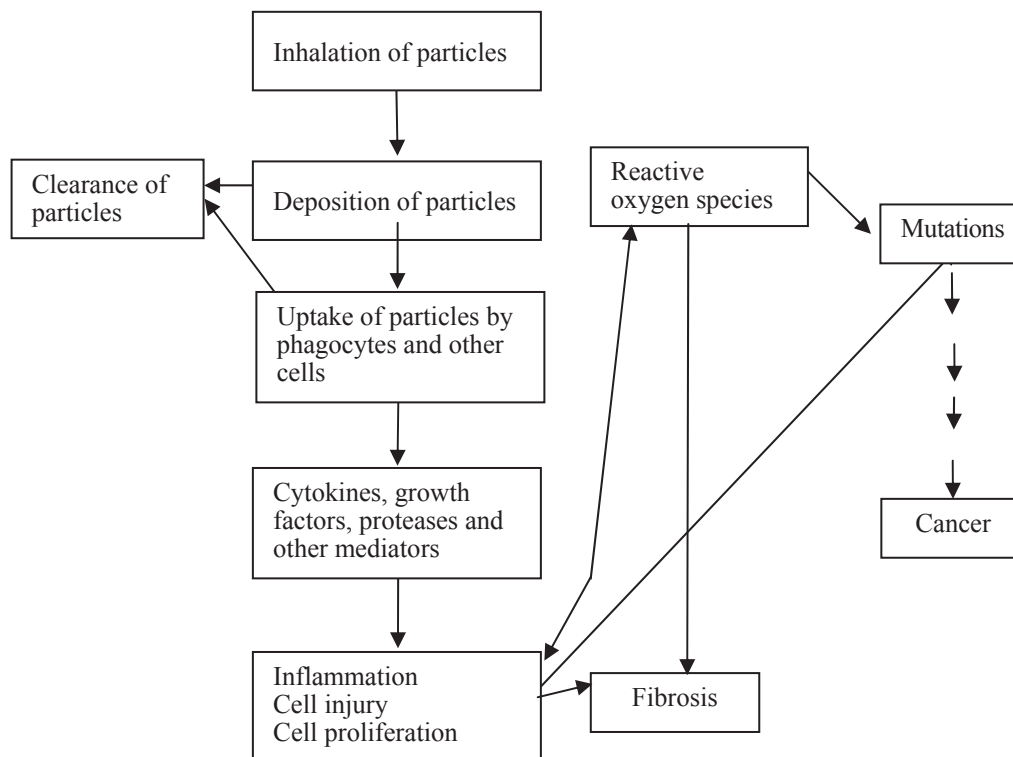 Inhalation of particles
Clearance of
particles
Deposition of particles
Reactive
oxygen species
Mutations
Uptake of particles by
phagocytes and other
cells
Cytokines, growth
factors, proteases and
other mediators
Cancer
Inflammation
Cell injury
Cell proliferation
Fibrosis